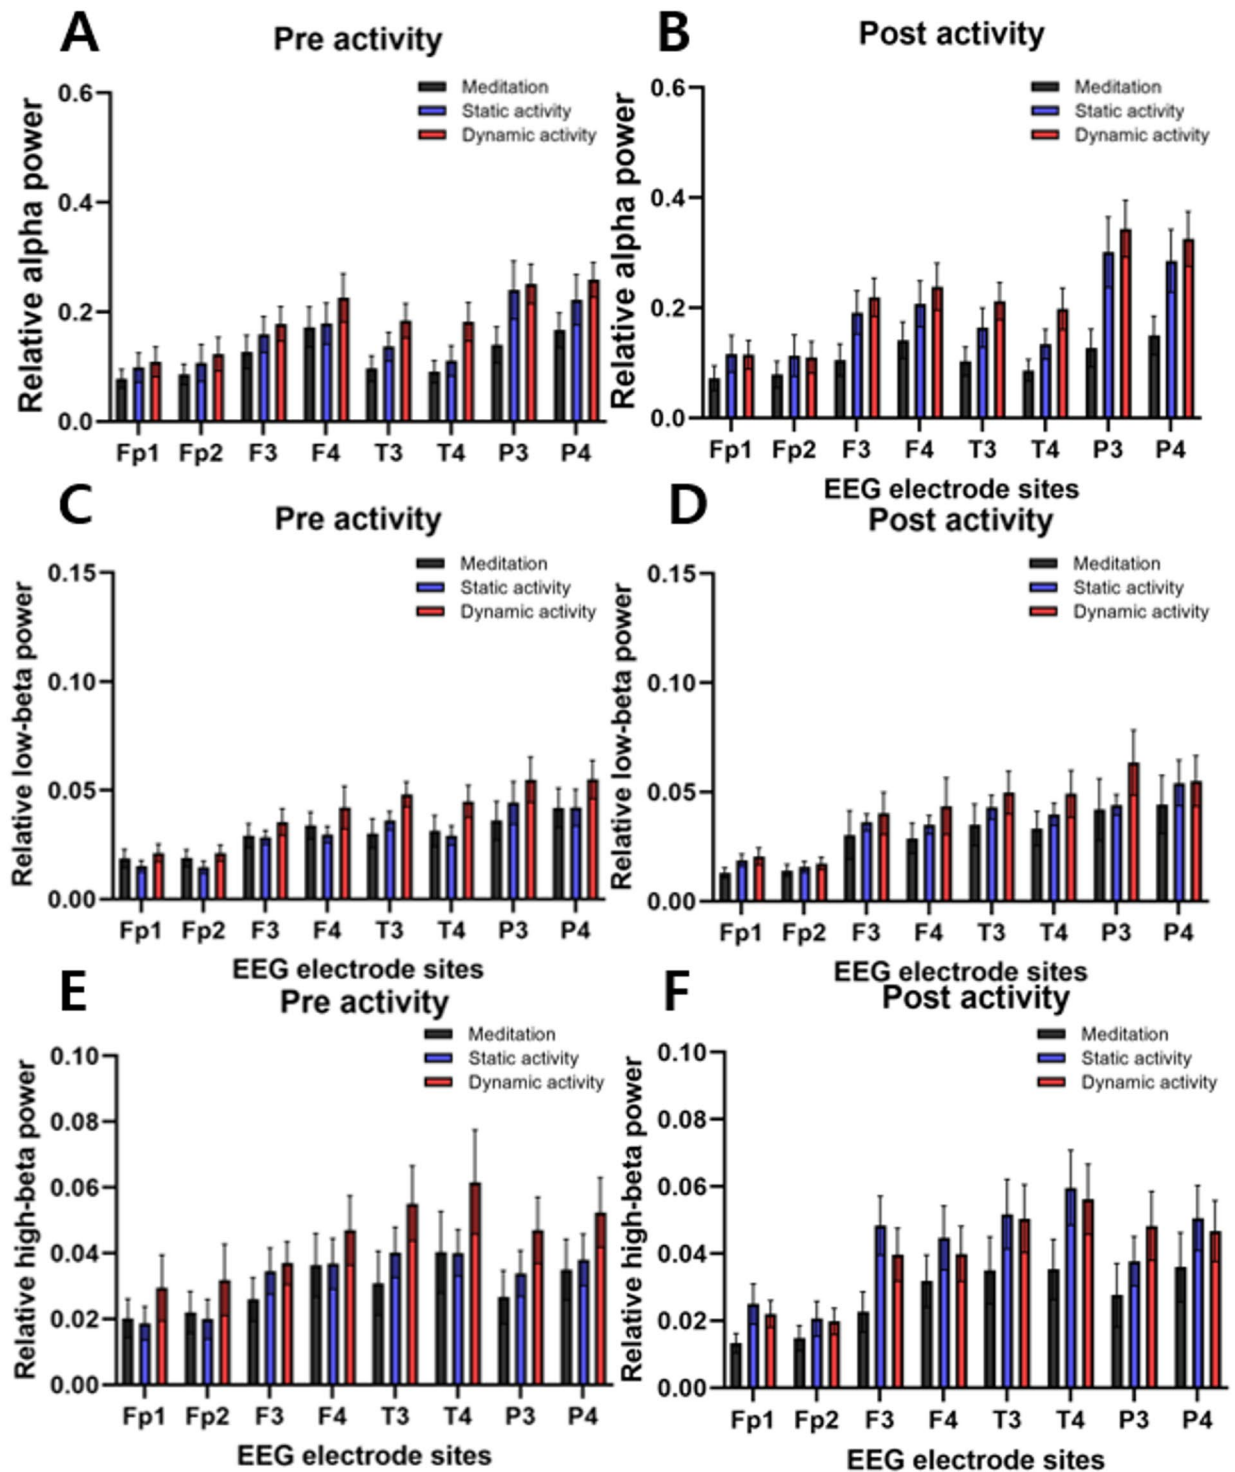 A
Pre activity
Meditation
Static activity
Dynamic activity
Relative alpha power
0.6
0.4
0.2
0.0
Fp1 Fp2 F3 F4 T3 T4 P3 P4
B
Post activity
Meditation
Static activity
Dynamic activity
Relative alpha power
0.6
0.4
0.2
0.0
Fp1 Fp2 F3 F4 T3 T4 P3 P4
EEG electrode sites
C
Pre activity
Meditation
Static activity
Dynamic activity
Relative low-beta power
0.15
0.10
0.05
0.00
Fp1 Fp2 F3 F4 T3 T4 P3 P4
EEG electrode sites
D
Post activity
Meditation
Static activity
Dynamic activity
Relative low-beta power
0.15
0.10
0.05
0.00
Fp1 Fp2 F3 F4 T3 T4 P3 P4
EEG electrode sites
E
Pre activity
Meditation
Static activity
Dynamic activity
Relative high-beta power
0.10
0.08
0.06
0.04
0.02
0.00
Fp1 Fp2 F3 F4 T3 T4 P3 P4
EEG electrode sites
F
Post activity
Meditation
Static activity
Dynamic activity
Relative high-beta power
0.10
0.08
0.06
0.04
0.02
0.00
Fp1 Fp2 F3 F4 T3 T4 P3 P4
EEG electrode sites